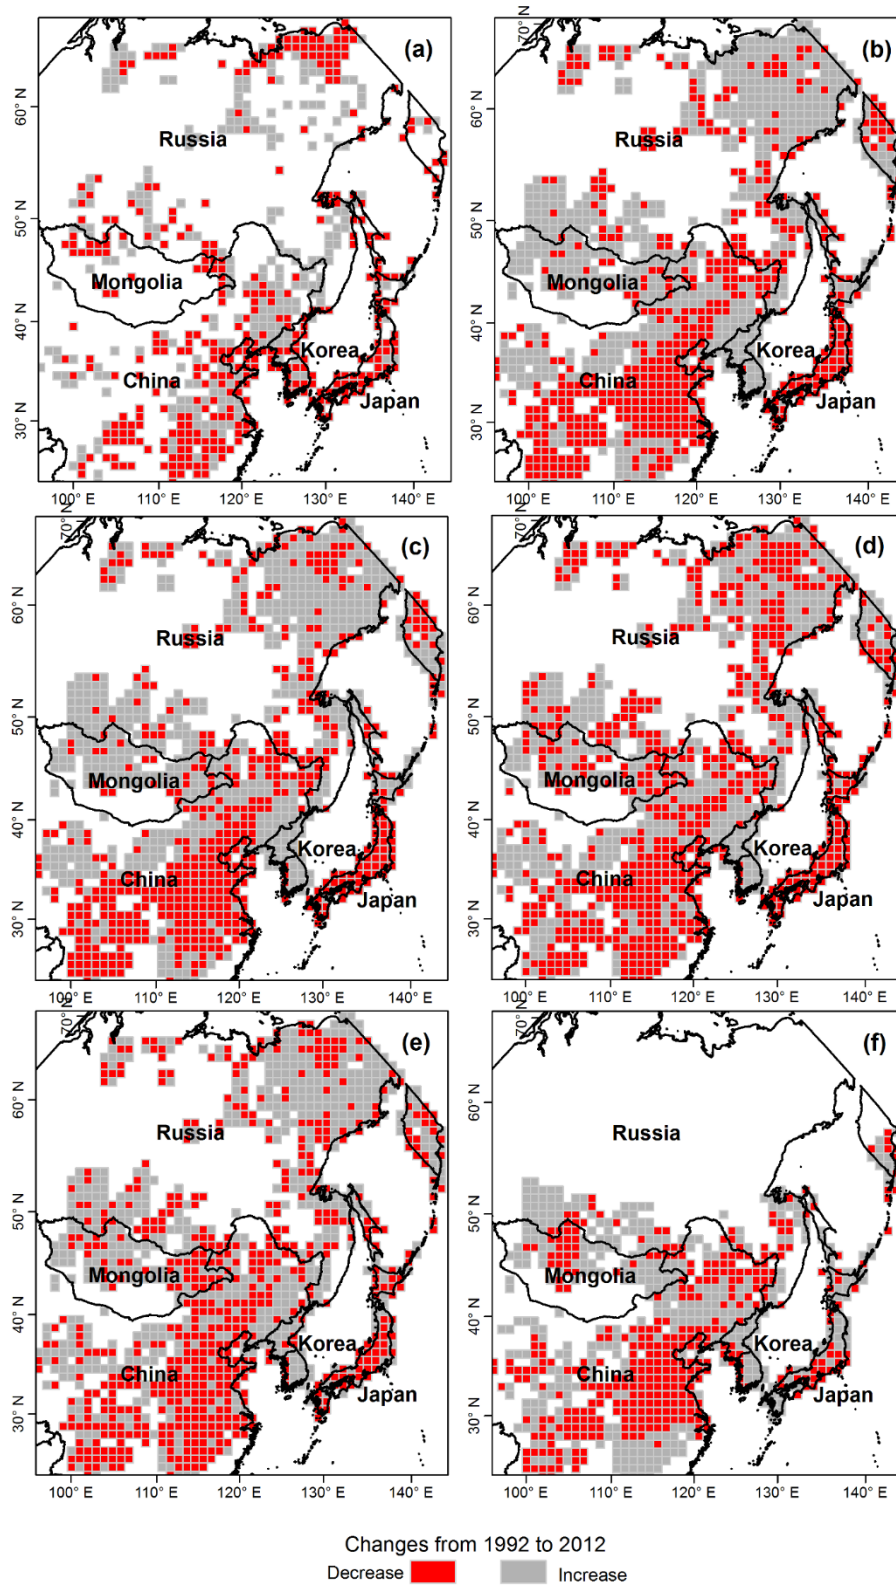 (a)
70° N
60° N
50° N
40° N
30° N
Russia
Mongolia
China
Korea
Japan
100° E 110° E 120° E 130° E 140° E
(b)
70° N
60° N
50° N
40° N
30° N
Russia
Mongolia
China
Korea
Japan
100° E 110° E 120° E 130° E 140° E
(c)
70° N
60° N
50° N
40° N
30° N
Russia
Mongolia
China
Korea
Japan
100° E 110° E 120° E 130° E 140° E
(d)
70° N
60° N
50° N
40° N
30° N
Russia
Mongolia
China
Korea
Japan
100° E 110° E 120° E 130° E 140° E
(e)
70° N
60° N
50° N
40° N
30° N
Russia
Mongolia
China
Korea
Japan
100° E 110° E 120° E 130° E 140° E
(f)
70° N
60° N
50° N
40° N
30° N
Russia
Mongolia
China
Korea
Japan
100° E 110° E 120° E 130° E 140° E
Changes from 1992 to 2012
Decrease Increase